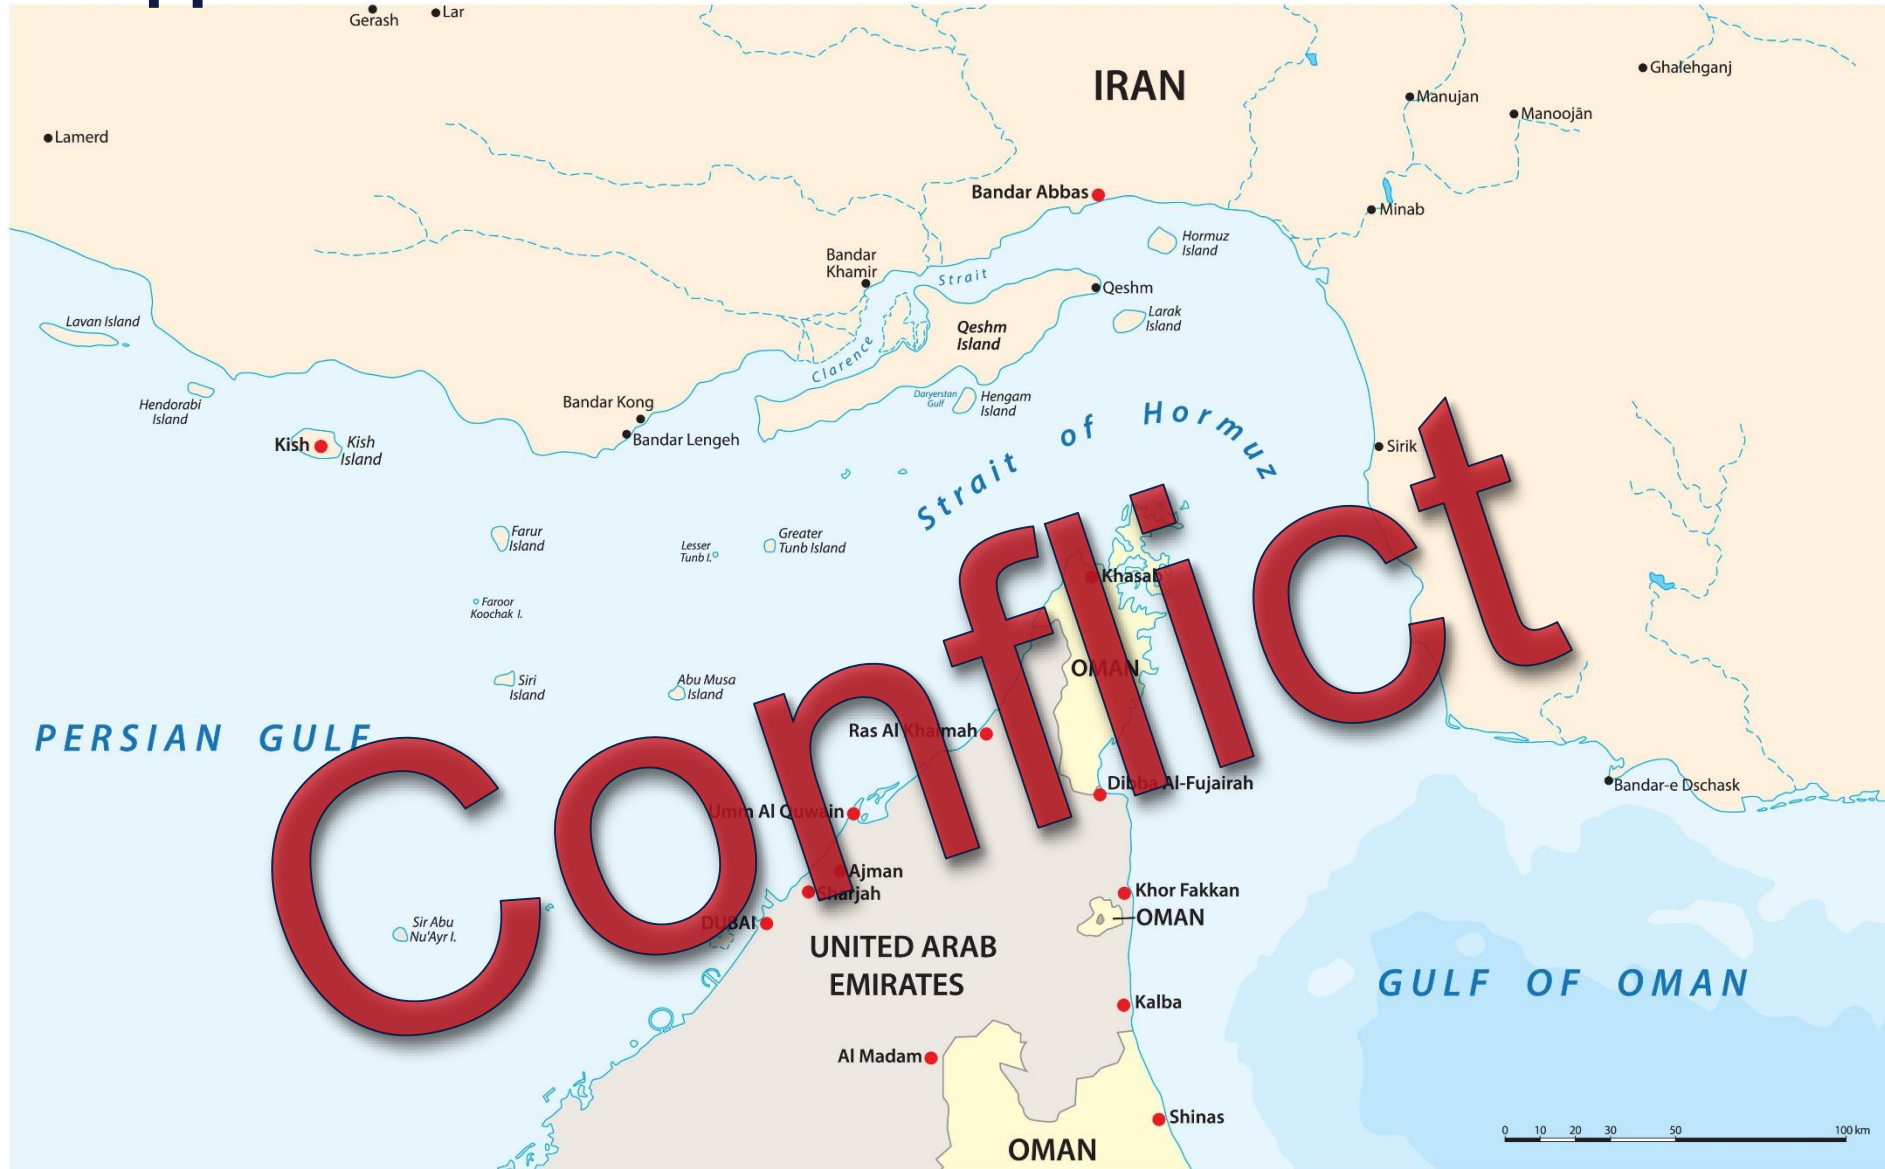 Gerash
Lar
IRAN
Ghalehganj
Manujan
Manoojān
Lamerd
Bandar Abbas
Minab
Hormuz
Island
Bandar
Khamir
Strait
Qeshm
Clarence
Qeshm
Island
Larak
Island
Lavan Island
Hendorabi
Island
Daryerstan
Gulf
Hengam
Island
Bandar Kong
Bandar Lengeh
Kish
Kish
Island
Strait of Hormuz
Sirik
Farur
Island
Lesser
Tunb I.
Greater
Tunb Island
Khasab
Faroor
Koochak I.
OMAN
Siri
Island
Abu Musa
Island
PERSIAN GULF
Ras Al Khaimah
Conflict
Dibba Al-Fujairah
Bandar-e Dschask
Umm Al Quwain
Ajman
Sharjah
Khor Fakkan
OMAN
DUBAI
Sir Abu
Nu'Ayr I.
UNITED ARAB
EMIRATES
GULF OF OMAN
Kalba
Al Madam
Shinas
0 10 20 30 50 100 km
OMAN